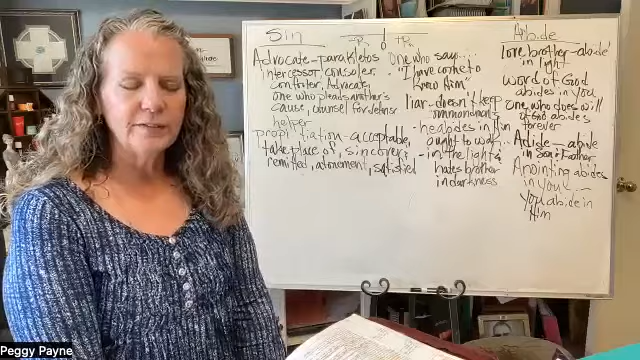 Sin
Advocate - parakletos
intercessor, consoler,
comforter, Advocate,
one who pleads another's
cause, counsel for defense
helper
propitiation - acceptable,
take place of, sin covers,
remitted, atonement, satisfied
0
"One who says....
"I have come to
know Him"
liar - doesn't keep
commandments
- he abides in Him
ought to walk
- in the light &
hates brother
in darkness
Abide
love brother - abide
in light
word of God
abides in you
one who does will
of God abides
forever
abide
in Son & Father
Anointing abides
in you
You abide in
Him
Peggy Payne